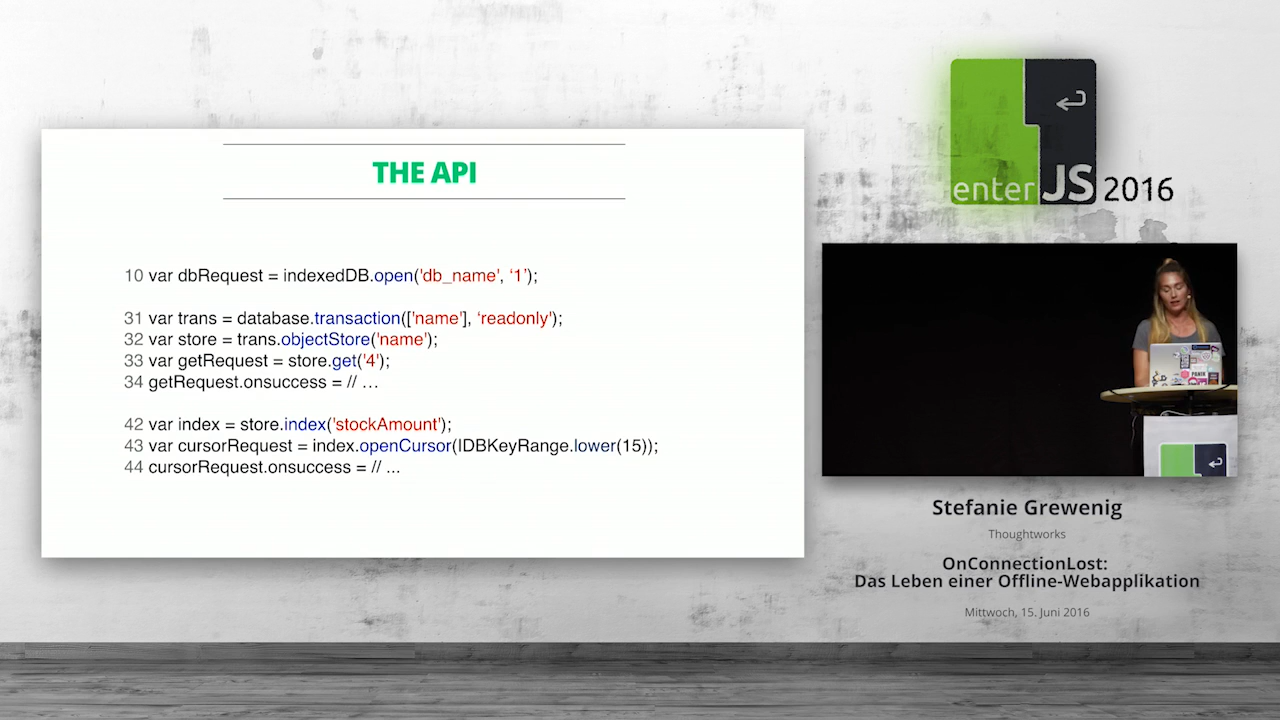 THE API
10 var dbRequest = indexedDB.open('db_name', ‘1’);
31 var trans = database.transaction(['name'], ‘readonly’);
32 var store = trans.objectStore('name');
33 var getRequest = store.get('4');
34 getRequest.onsuccess = // …
42 var index = store.index('stockAmount');
43 var cursorRequest = index.openCursor(IDBKeyRange.lower(15));
44 cursorRequest.onsuccess = // ...
enterJS 2016
Stefanie Grewenig
Thoughtworks
OnConnectionLost:
Das Leben einer Offline-Webapplikation
Mittwoch, 15. Juni 2016